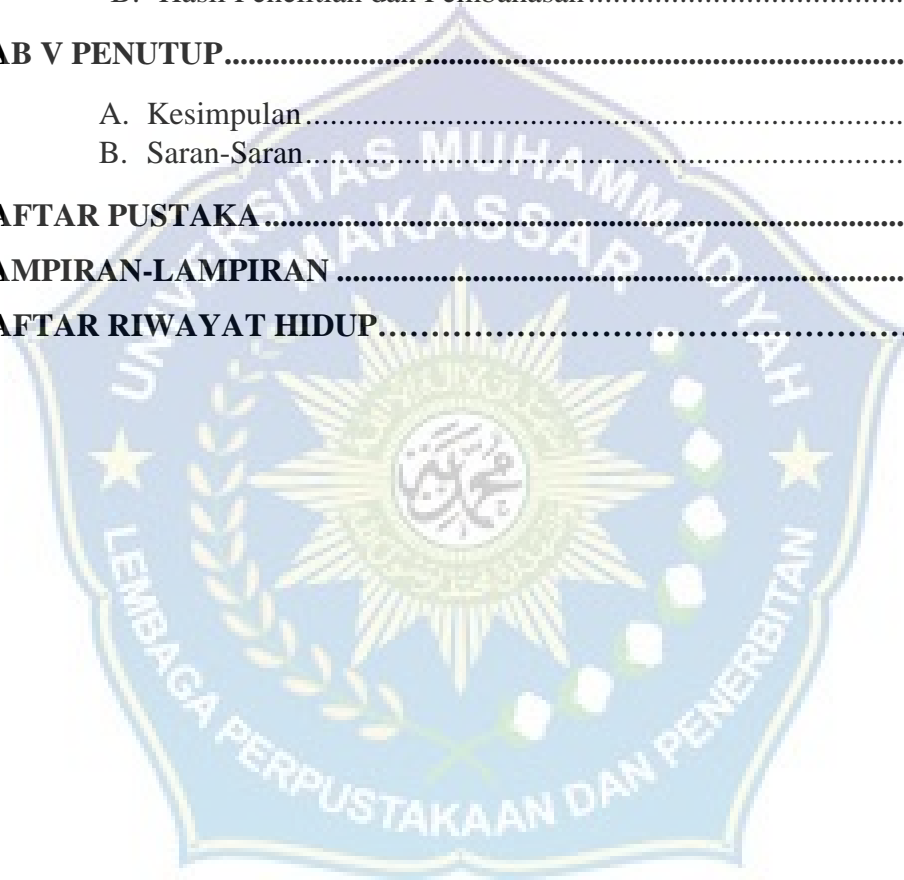 B. Hasil Penelitian dan Pembahasan........................................
AB V PENUTUP........................................................................
A. Kesimpulan............................................................................
B. Saran-Saran............................................................................
AFTAR PUSTAKA.....................................................................
AMPIRAN-LAMPIRAN............................................................
AFTAR RIWAYAT HIDUP.......................................................
UNIVERSITAS MUHAMMADIYAH
MAKASSAR
LEMBAGA PERPUSTAKAAN DAN PENERBITAN